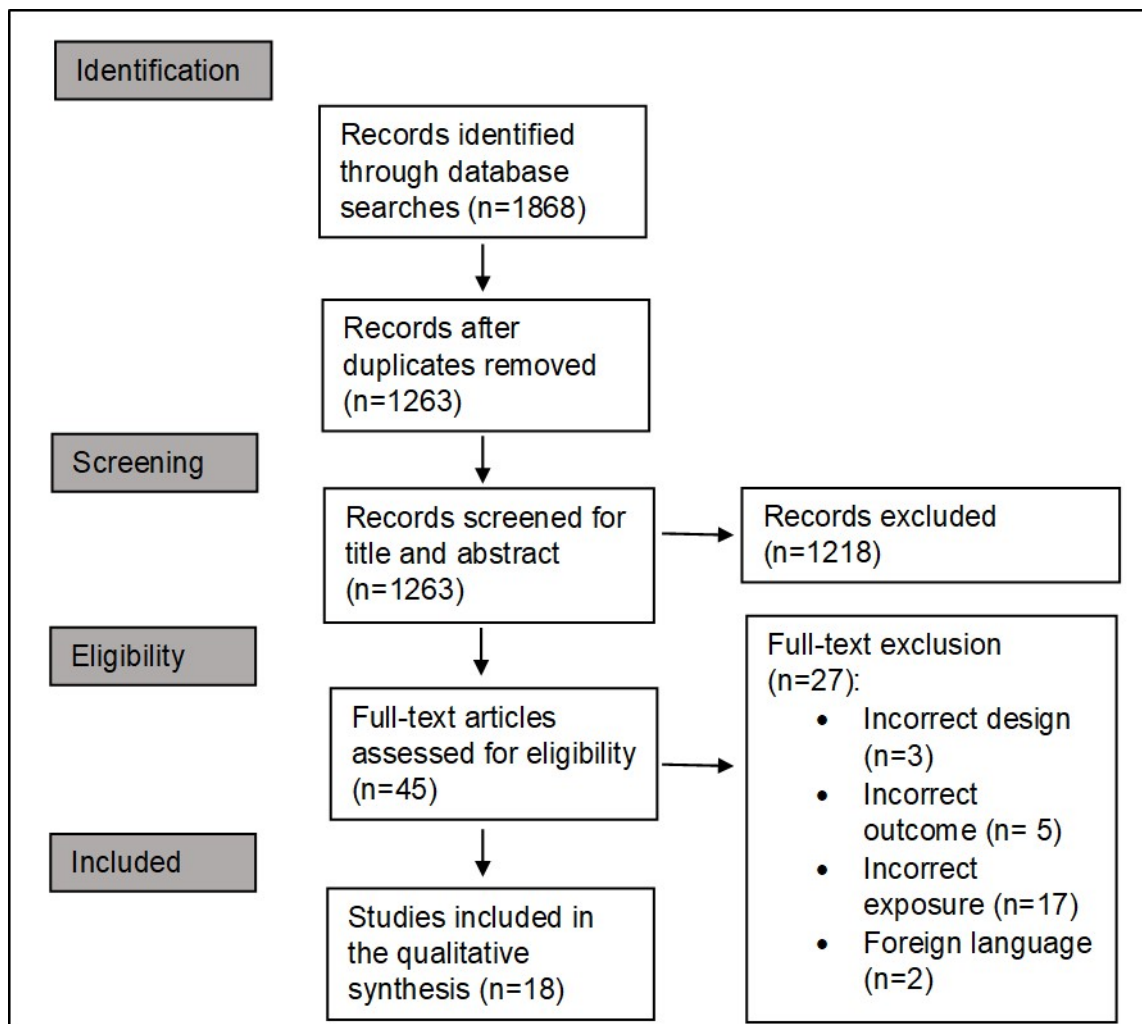 Identification
Records identified
through database
searches (n=1868)
Records after
duplicates removed
(n=1263)
Screening
Records screened for
title and abstract
(n=1263)
Records excluded
(n=1218)
Eligibility
Full-text articles
assessed for eligibility
(n=45)
Full-text exclusion
(n=27):
• Incorrect design
(n=3)
• Incorrect
outcome (n= 5)
• Incorrect
exposure (n=17)
• Foreign language
(n=2)
Included
Studies included in
the qualitative
synthesis (n=18)